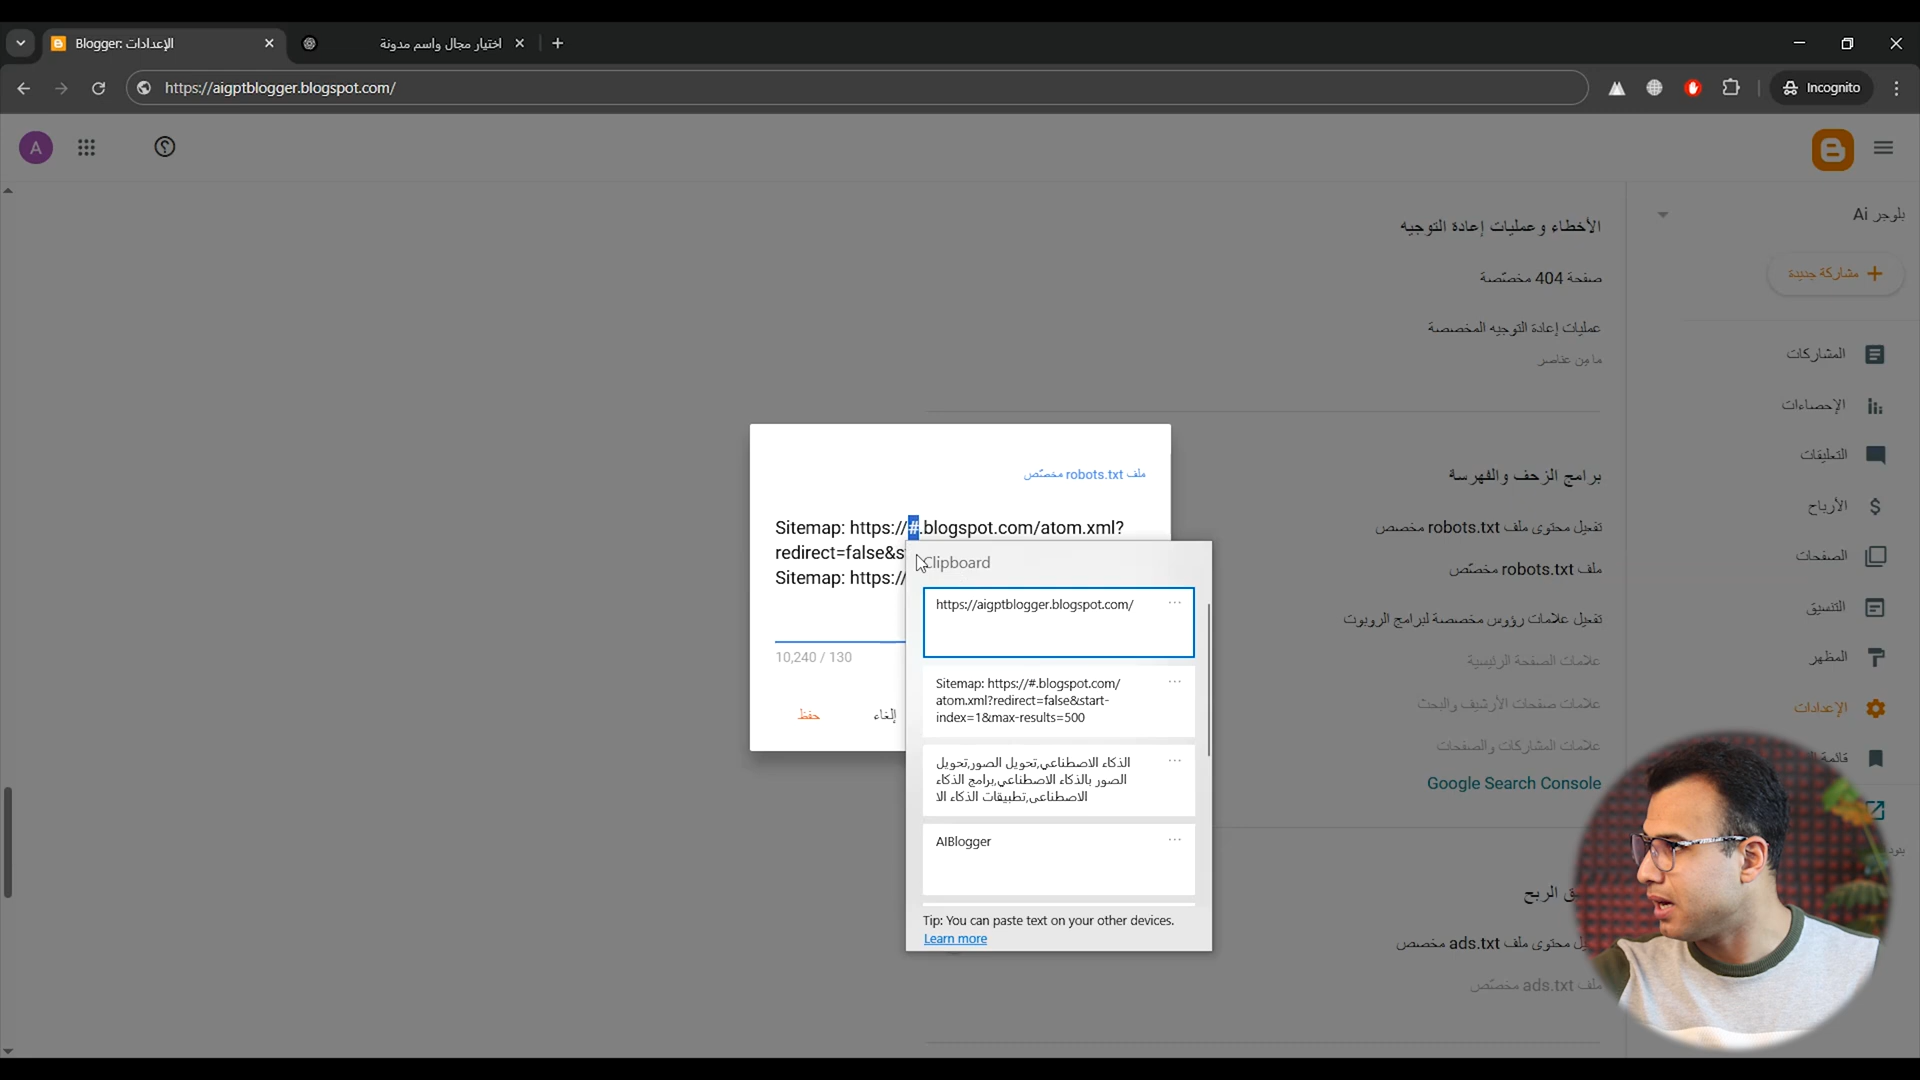 Blogger: الإعدادات
اختيار مجال واسم مدونة
https://aigptblogger.blogspot.com/
Incognito
A
بلوجر Ai
مشاركة جديدة
المشاركات
الإحصاءات
التعليقات
الأرباح
الصفحات
التنسيق
المظهر
الإعدادات
قائمة
الأخطاء وعمليات إعادة التوجيه
صفحة 404 مخصّصة
عمليات إعادة التوجيه المخصصة
ما مِن عناصر
برامج الزحف والفهرسة
تفعيل محتوى ملف robots.txt مخصص
ملف robots.txt مخصّص
تفعيل علامات رؤوس مخصصة لبرامج الروبوت
علامات الصفحة الرئيسية
علامات صفحات الأرشيف والبحث
علامات المشاركات والصفحات
Google Search Console
الربح
محتوى ملف ads.txt مخصص
ملف ads.txt مخصّص
ملف robots.txt مخصّص
Sitemap: https://#.blogspot.com/atom.xml?
redirect=false&s
Sitemap: https://
10,240 / 130
إلغاء
حفظ
Clipboard
https://aigptblogger.blogspot.com/
Sitemap: https://#.blogspot.com/
atom.xml?redirect=false&start-
index=1&max-results=500
الذكاء الاصطناعي,تحويل الصور,تحويل
الصور بالذكاء الاصطناعي,برامج الذكاء
الاصطناعي,تطبيقات الذكاء الا
AIBlogger
Tip: You can paste text on your other devices.
Learn more